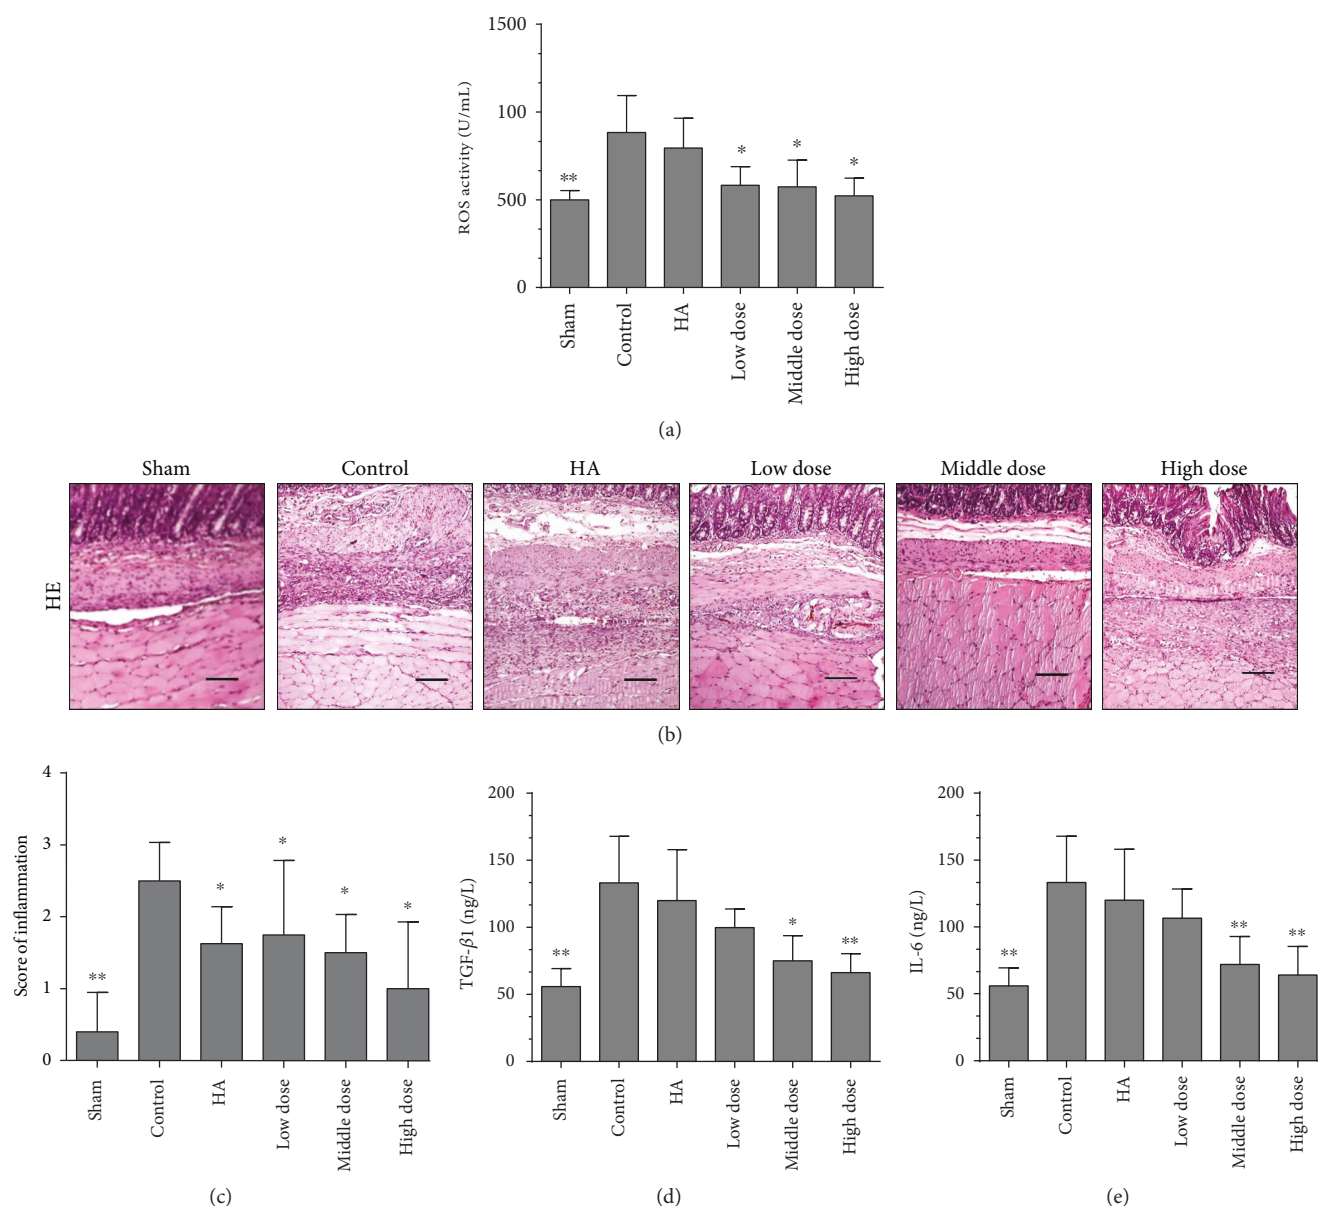 1500
100
500
0
ROS activity (U/mL)
**
*
*
*
Sham
Control
HA
Low dose
Middle dose
High dose
(a)
Sham
Control
HA
Low dose
Middle dose
High dose
HE
(b)
4
3
2
1
0
Score of inflammation
**
*
*
*
*
Sham
Control
HA
Low dose
Middle dose
High dose
(c)
200
150
100
50
0
TGF-β1 (ng/L)
**
*
**
Sham
Control
HA
Low dose
Middle dose
High dose
(d)
200
150
100
50
0
IL-6 (ng/L)
**
**
**
Sham
Control
HA
Low dose
Middle dose
High dose
(e)